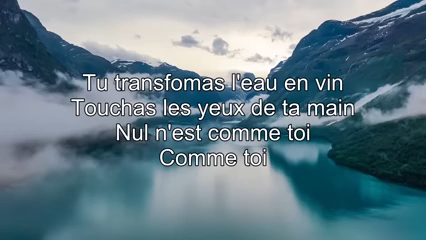 Tu transfomas l'eau en vin
Touchas les yeux de ta main
Nul n'est comme toi
Comme toi